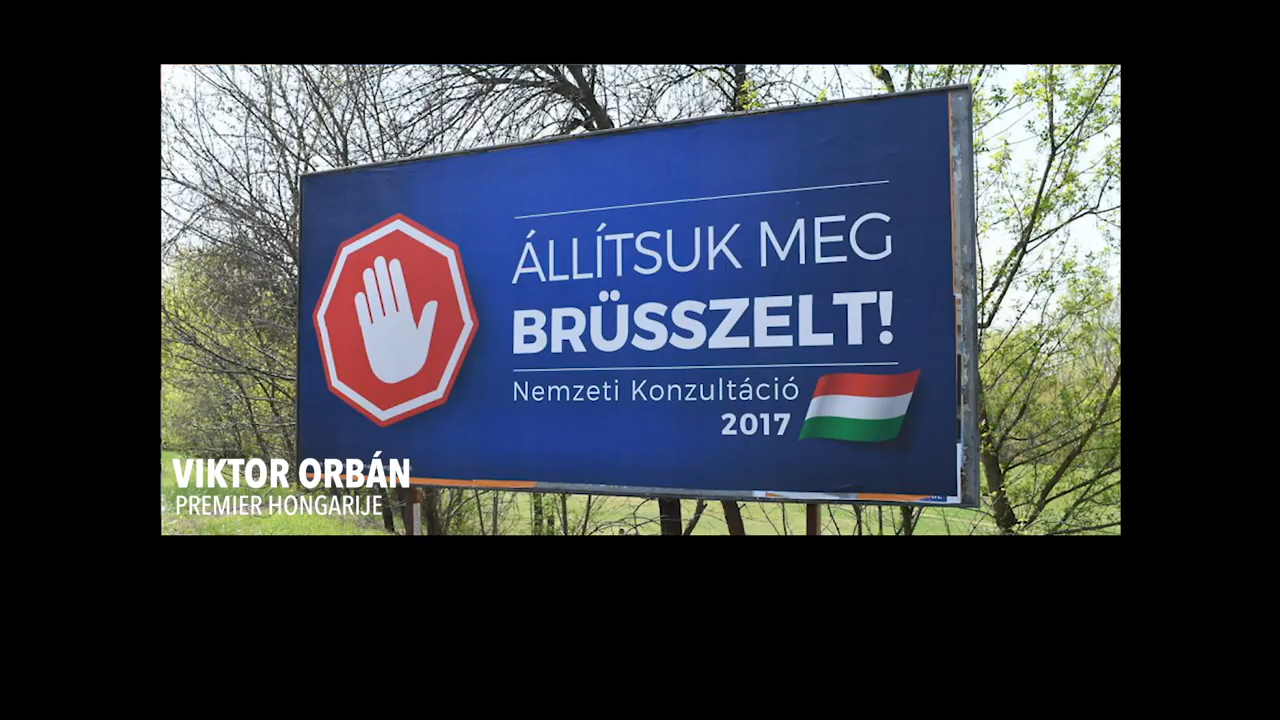 ÁLLÍTSUK MEG
BRÜSSZELT!
Nemzeti Konzultáció
2017
VIKTOR ORBÁN
PREMIER HONGARIJE